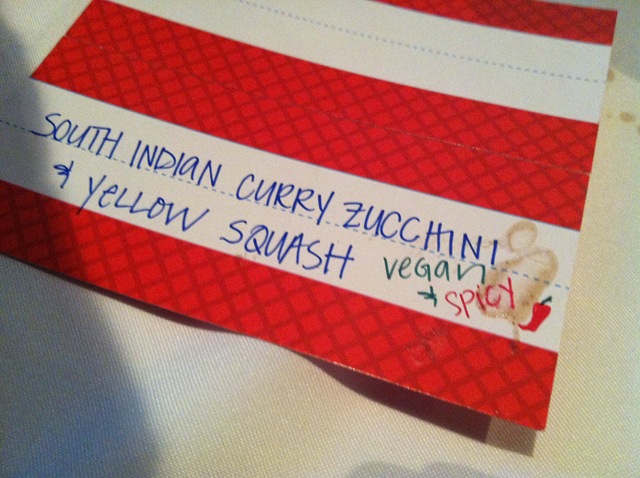 SOUTH INDIAN CURRY ZUCCHINI
& YELLOW SQUASH
VEGAN
& SPICY